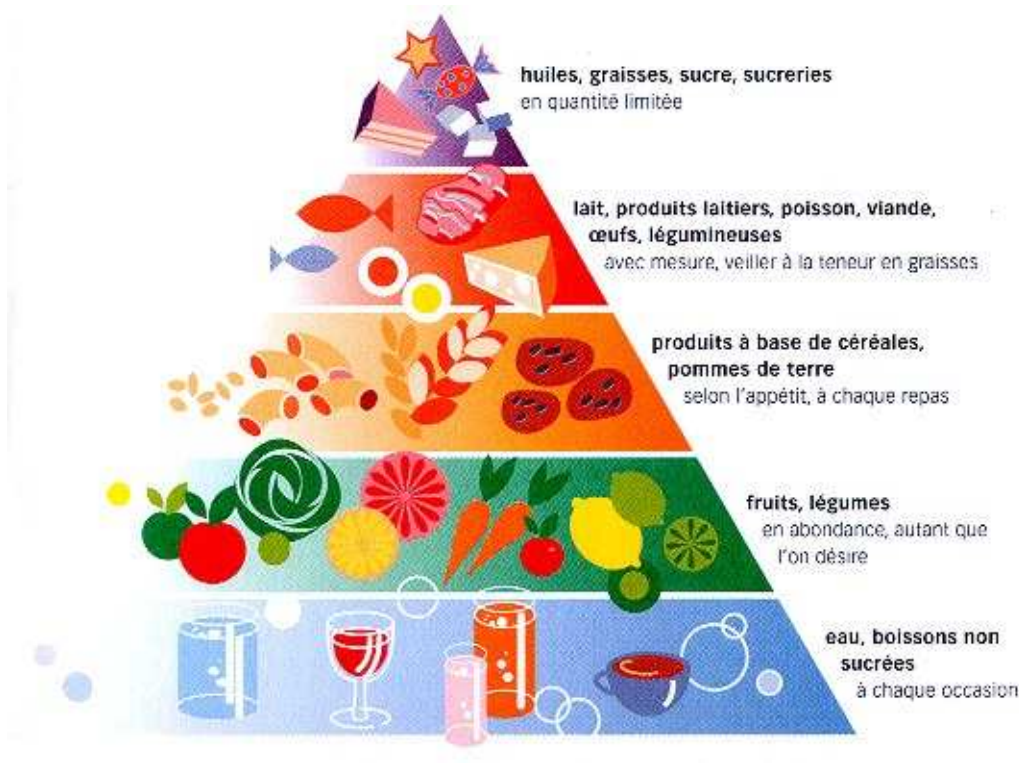 huiles, graisses, sucre, sucreries
en quantité limitée
lait, produits laitiers, poisson, viande,
œufs, légumineuses
avec mesure, veiller à la teneur en graisses
produits à base de céréales,
pommes de terre
selon l'appétit, à chaque repas
fruits, légumes
en abondance, autant que
l'on désire
eau, boissons non
sucrées
à chaque occasion